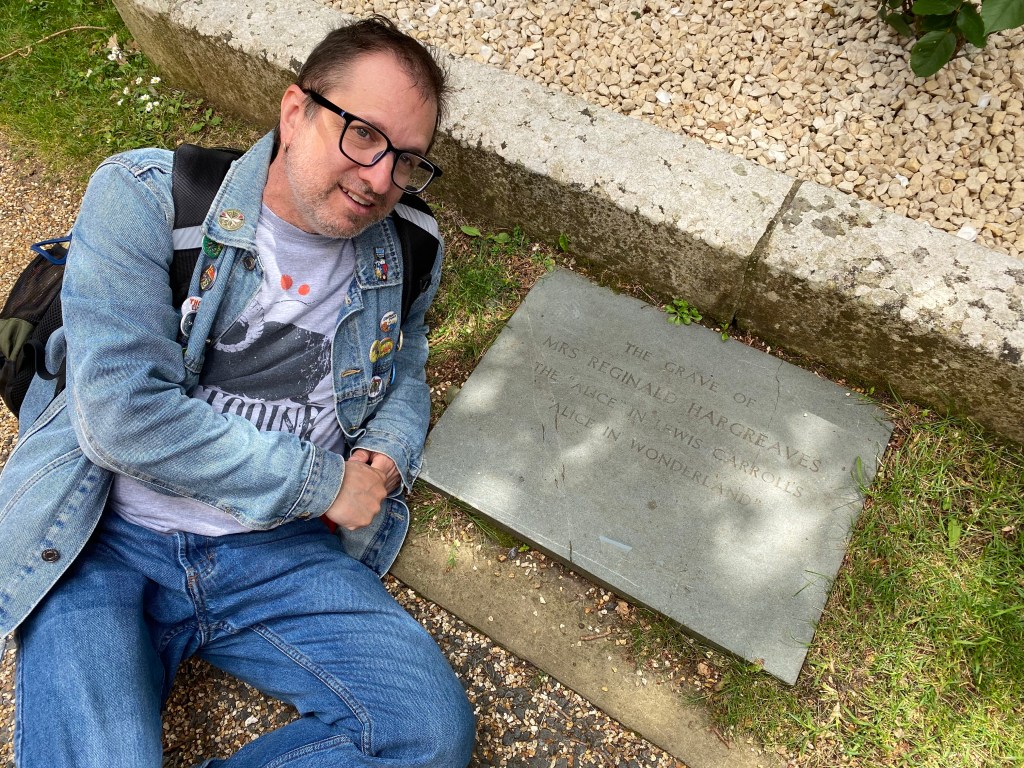 THE GRAVE OF
MRS REGINALD HARGREAVES
THE "ALICE" IN LEWIS CARROLL'S
"ALICE IN WONDERLAND"